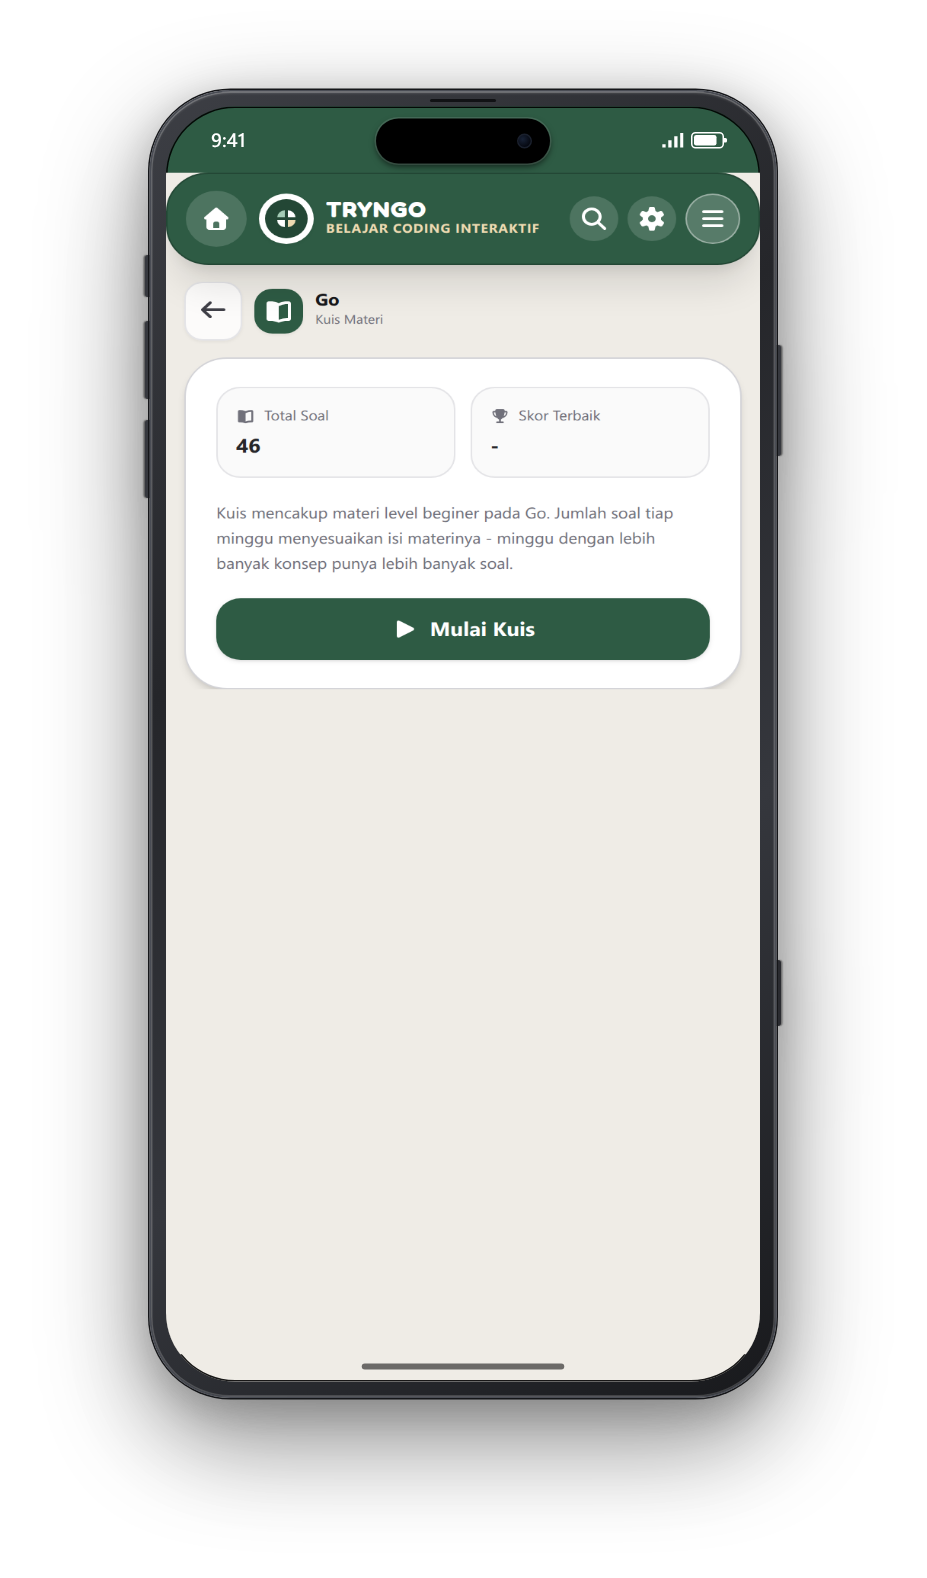 9:41
TRYNGO
BELAJAR CODING INTERAKTIF
Go
Kuis Materi
Total Soal
46
Skor Terbaik
-
Kuis mencakup materi level beginer pada Go. Jumlah soal tiap
minggu menyesuaikan isi materinya - minggu dengan lebih
banyak konsep punya lebih banyak soal.
Mulai Kuis